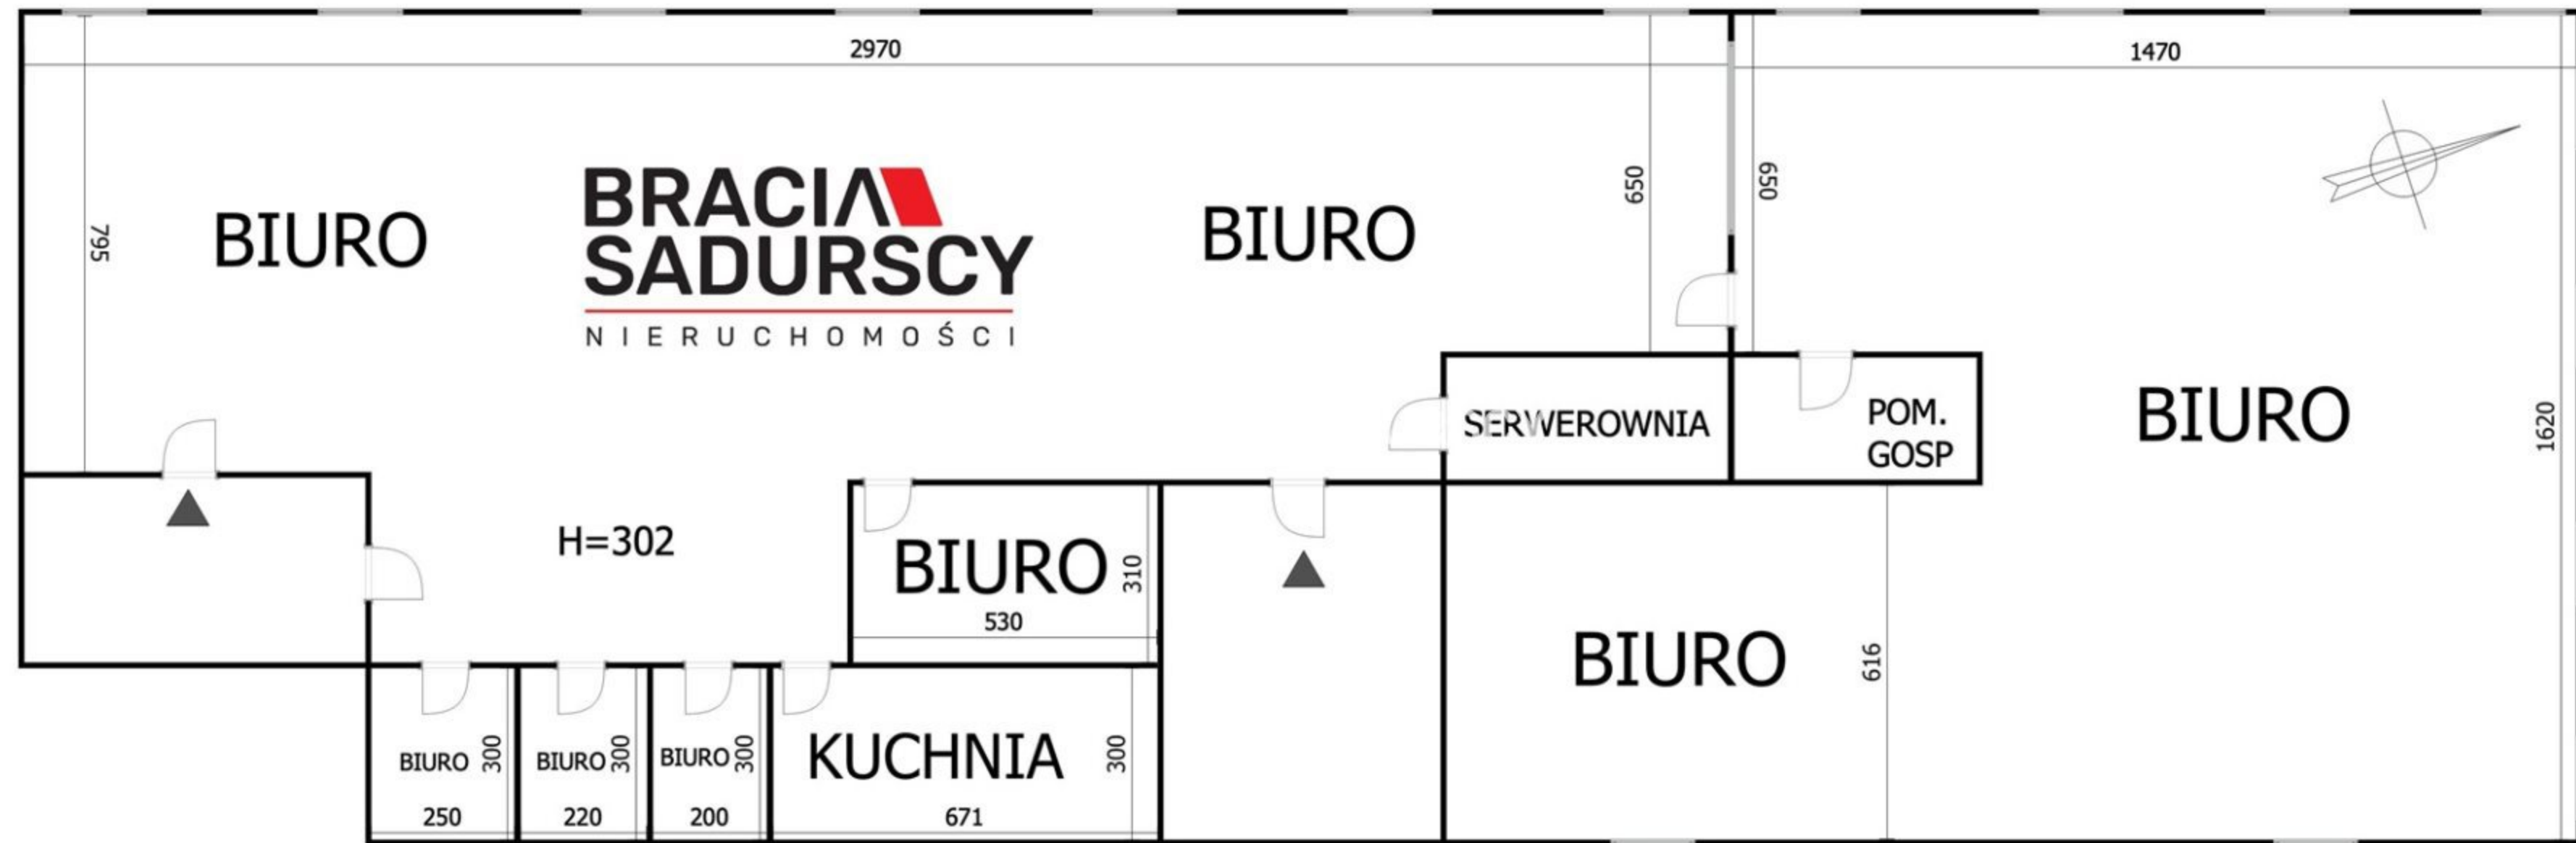 2970
1470
795
BIURO
BRACIA
SADURSCY
NIERUCHOMOŚCI
BIURO
650
650
SERWEROWNIA
POM.
GOSP
BIURO
1620
H=302
BIURO
310
530
BIURO
616
BIURO
300
250
BIURO
300
220
BIURO
300
200
KUCHNIA
300
671